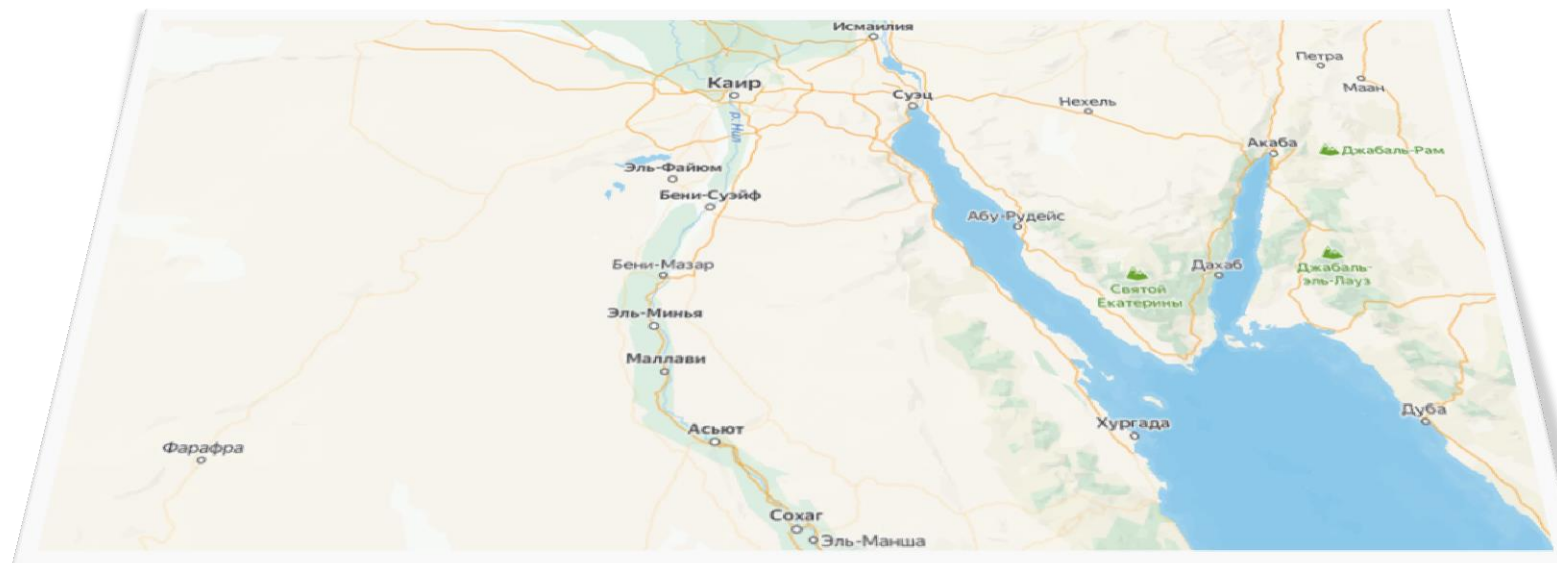 Исмаилия
Петра
Маан
Каир
Суэц
Нехель
р. Нил
Акаба
Джабаль-Рам
Эль-Файюм
Бени-Суэйф
Абу-Рудейс
Бени-Мазар
Дахаб
Джабаль-
эль-Лауз
Святой
Екатерины
Эль-Минья
Маллави
Дуба
Асьют
Хургада
Фарафра
Сохаг
Эль-Манша